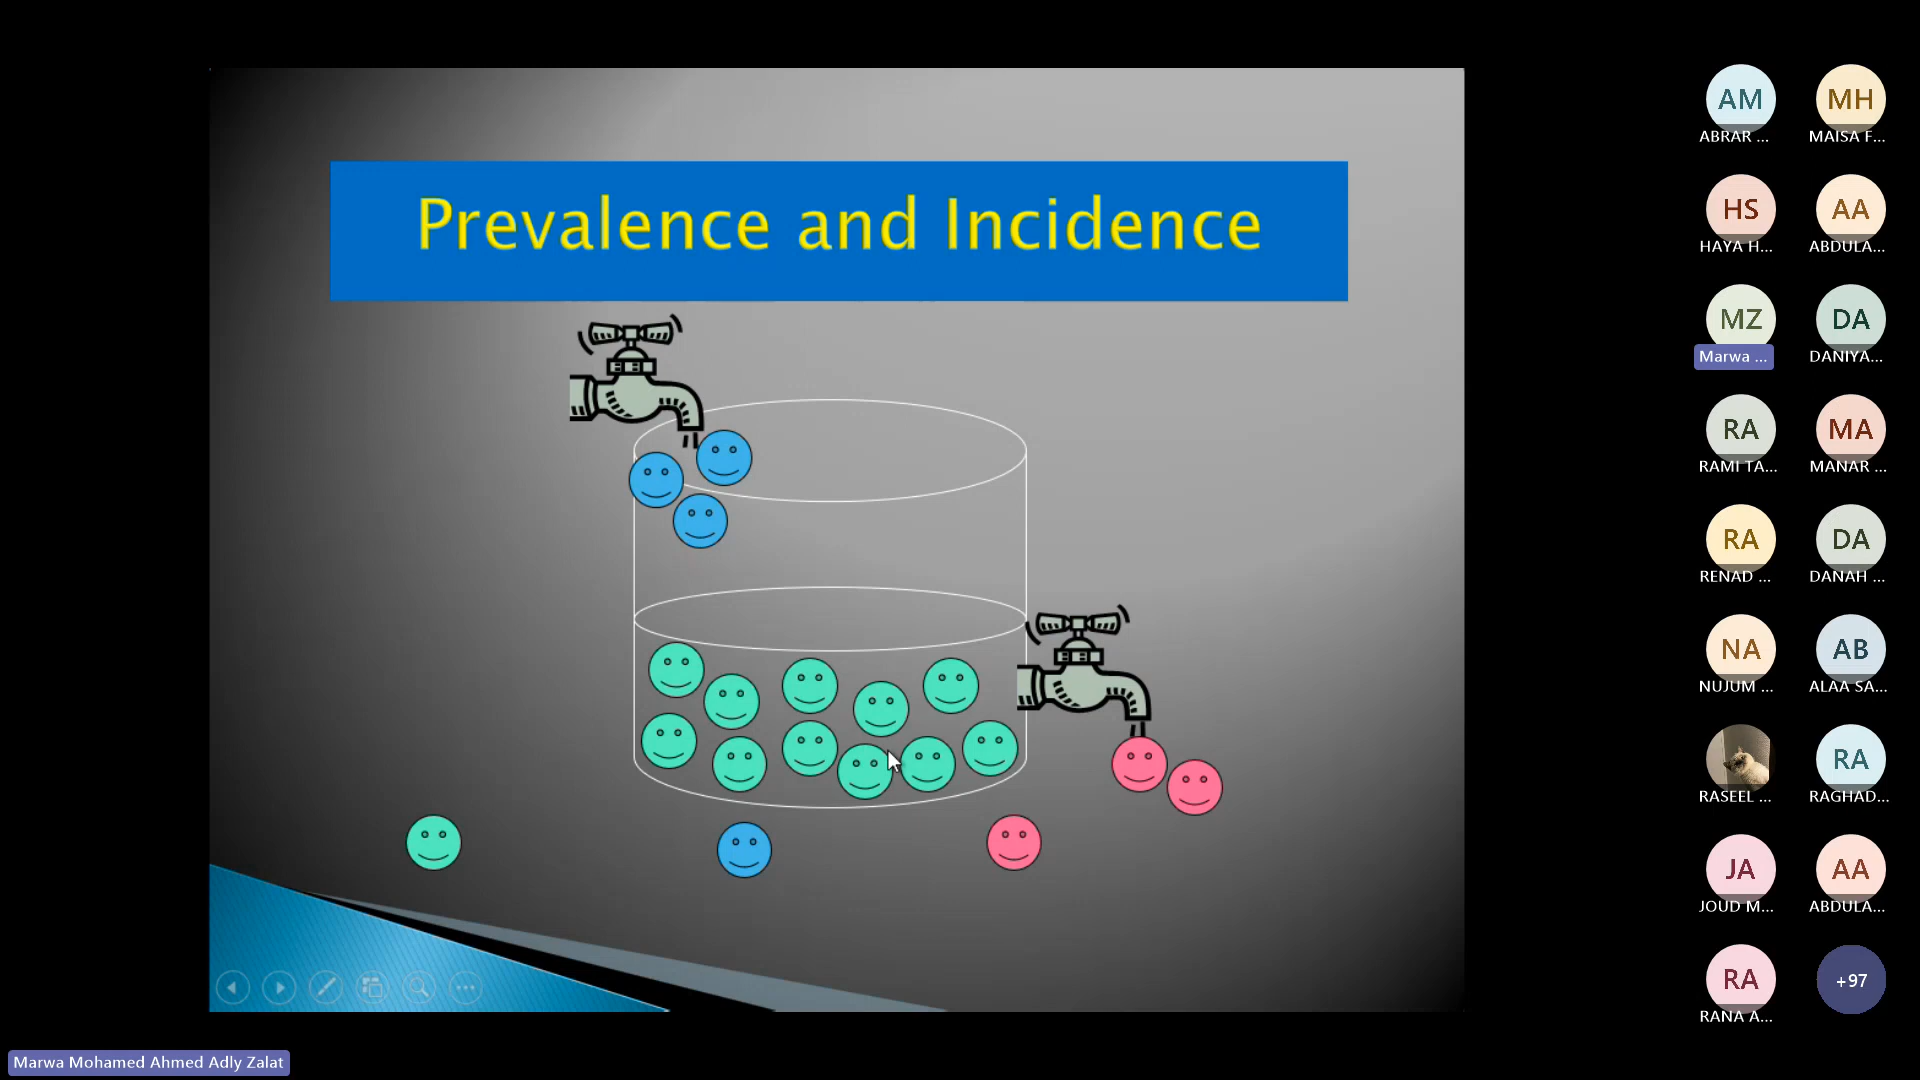 Prevalence and Incidence
AM
ABRAR ...
MH
MAISA F...
HS
HAYA H...
AA
ABDULA...
MZ
Marwa ...
DA
DANIYA...
RA
RAMI TA...
MA
MANAR ...
RA
RENAD ...
DA
DANAH ...
NA
NUJUM ...
AB
ALAA SA...
RASEEL ...
RA
RAGHAD...
JA
JOUD M...
AA
ABDULA...
RA
RANA A...
+97
Marwa Mohamed Ahmed Adly Zalat